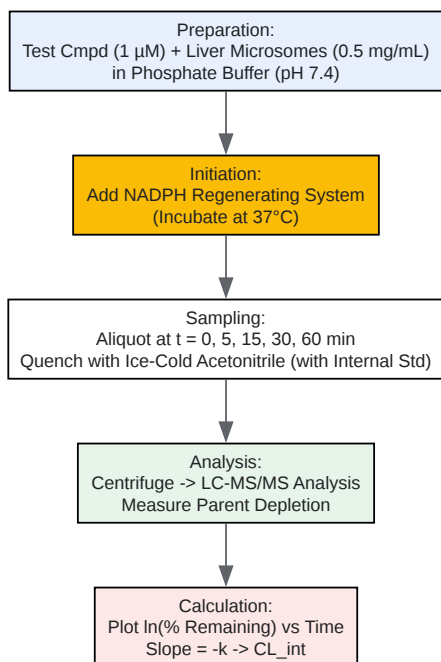 Preparation:
Test Cmpd (1 µM) + Liver Microsomes (0.5 mg/mL)
in Phosphate Buffer (pH 7.4)
Initiation:
Add NADPH Regenerating System
(Incubate at 37°C)
Sampling:
Aliquot at t = 0, 5, 15, 30, 60 min
Quench with Ice-Cold Acetonitrile (with Internal Std)
Analysis:
Centrifuge -> LC-MS/MS Analysis
Measure Parent Depletion
Calculation:
Plot ln(% Remaining) vs Time
Slope = -k -> CL_int